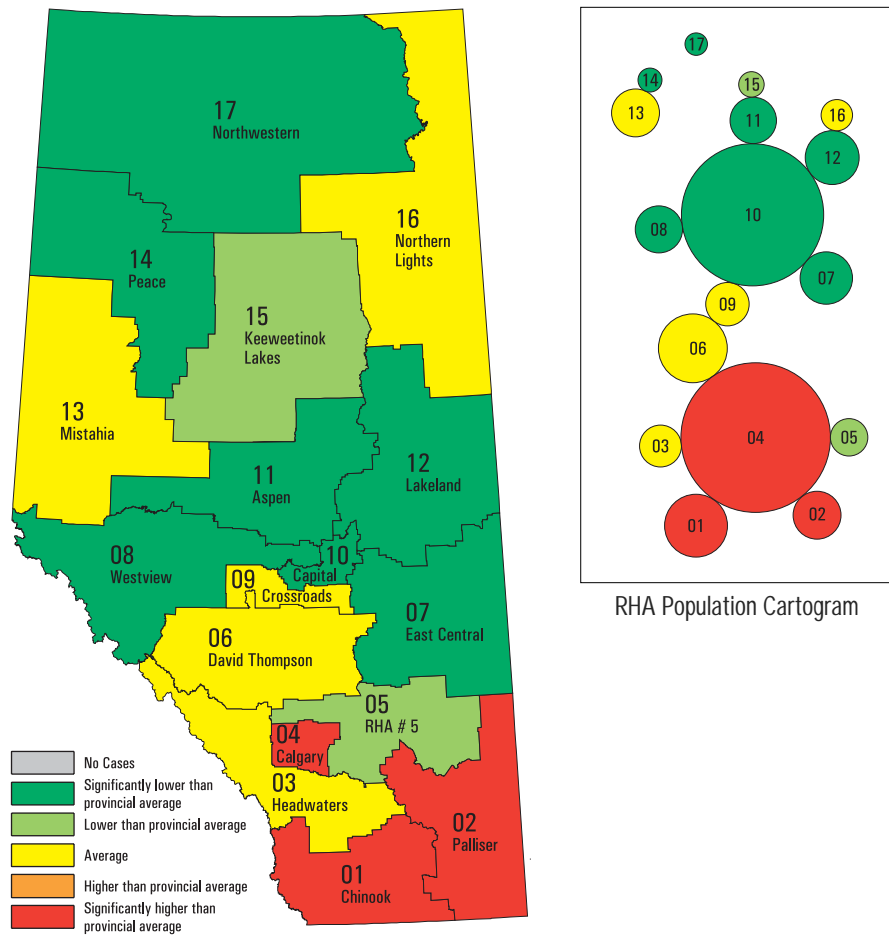 17
Northwestern
16
Northern
Lights
14
Peace
15
Keeweetinok
Lakes
13
Mistahia
11
Aspen
12
Lakeland
08
Westview
10
Capital
09
Crossroads
07
East Central
06
David Thompson
05
RHA # 5
04
Calgary
03
Headwaters
02
Palliser
01
Chinook
No Cases
Significantly lower than
provincial average
Lower than provincial average
Average
Higher than provincial average
Significantly higher than
provincial average
17
14
15
13
11
16
12
10
08
07
09
06
04
03
05
01
02
RHA Population Cartogram